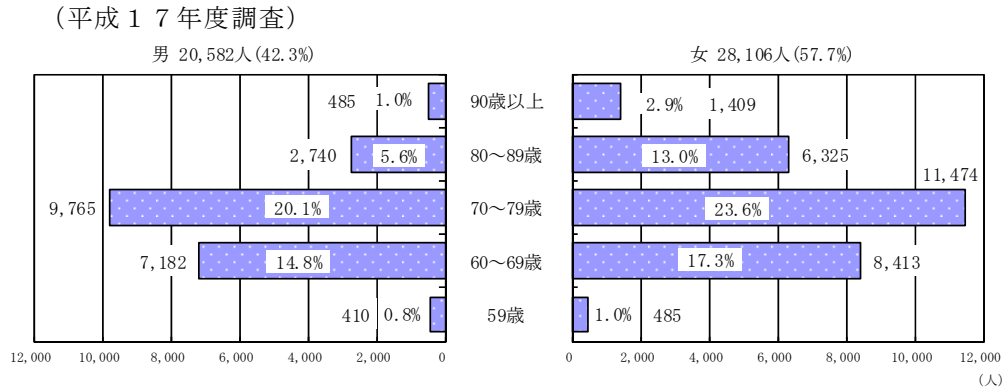 （平成１７年度調査）
男 20,582人(42.3%)
女 28,106人(57.7%)
485 1.0% 90歳以上 2.9% 1,409
2,740 5.6% 80～89歳 13.0% 6,325
11,474
9,765 20.1% 70～79歳 23.6%
7,182 14.8% 60～69歳 17.3% 8,413
410 0.8% 59歳 1.0% 485
12,000 10,000 8,000 6,000 4,000 2,000 0 0 2,000 4,000 6,000 8,000 10,000 12,000
(人)